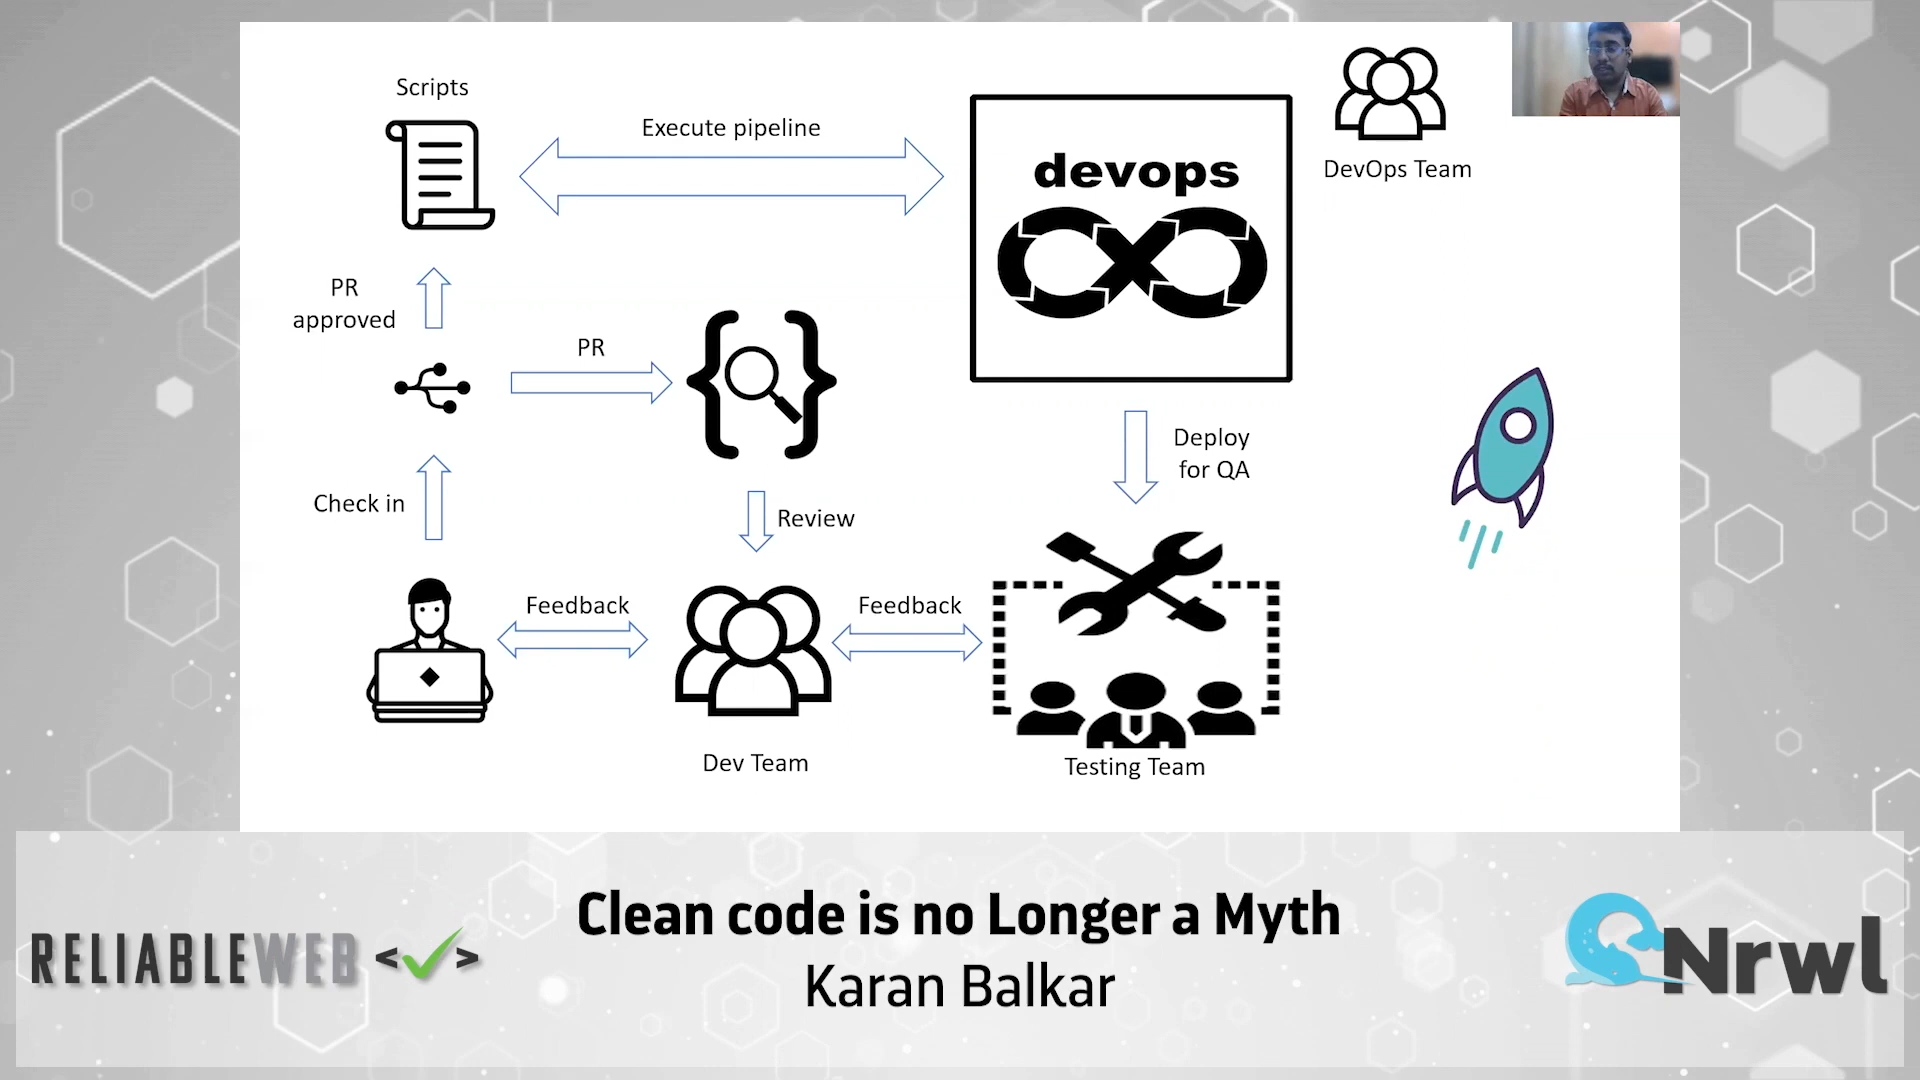 Scripts
Execute pipeline
devops
DevOps Team
PR
approved
PR
Deploy
for QA
Check in
Review
Feedback
Feedback
Dev Team
Testing Team
Clean code is no Longer a Myth
Karan Balkar
RELIABLEWEB < >
Nrwl